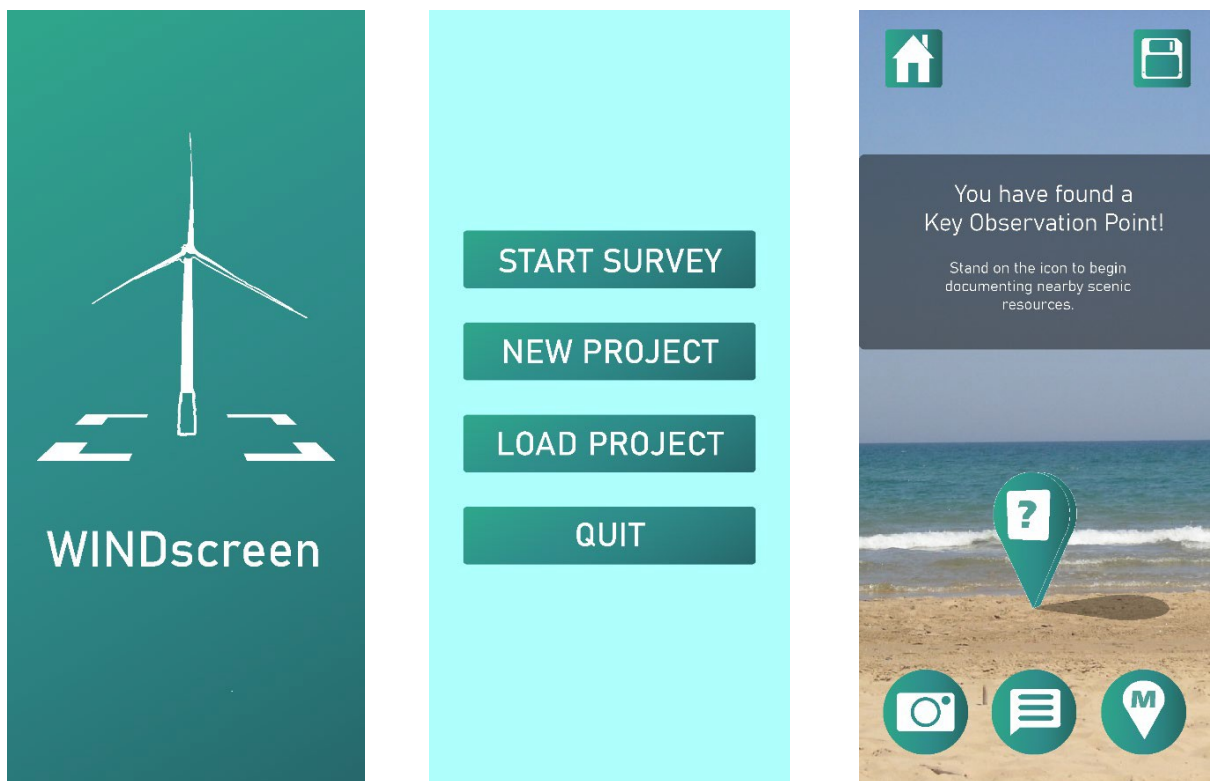 WINDscreen
START SURVEY
NEW PROJECT
LOAD PROJECT
QUIT
You have found a
Key Observation Point!
Stand on the icon to begin
documenting nearby scenic
resources.
?
M